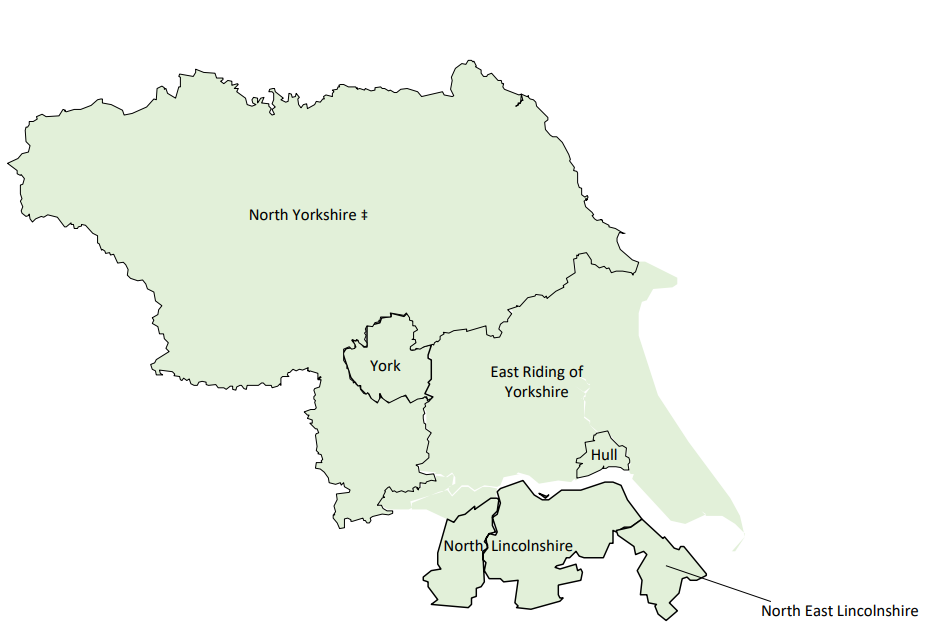 North Yorkshire ‡
York
East Riding of
Yorkshire
Hull
North Lincolnshire
North East Lincolnshire